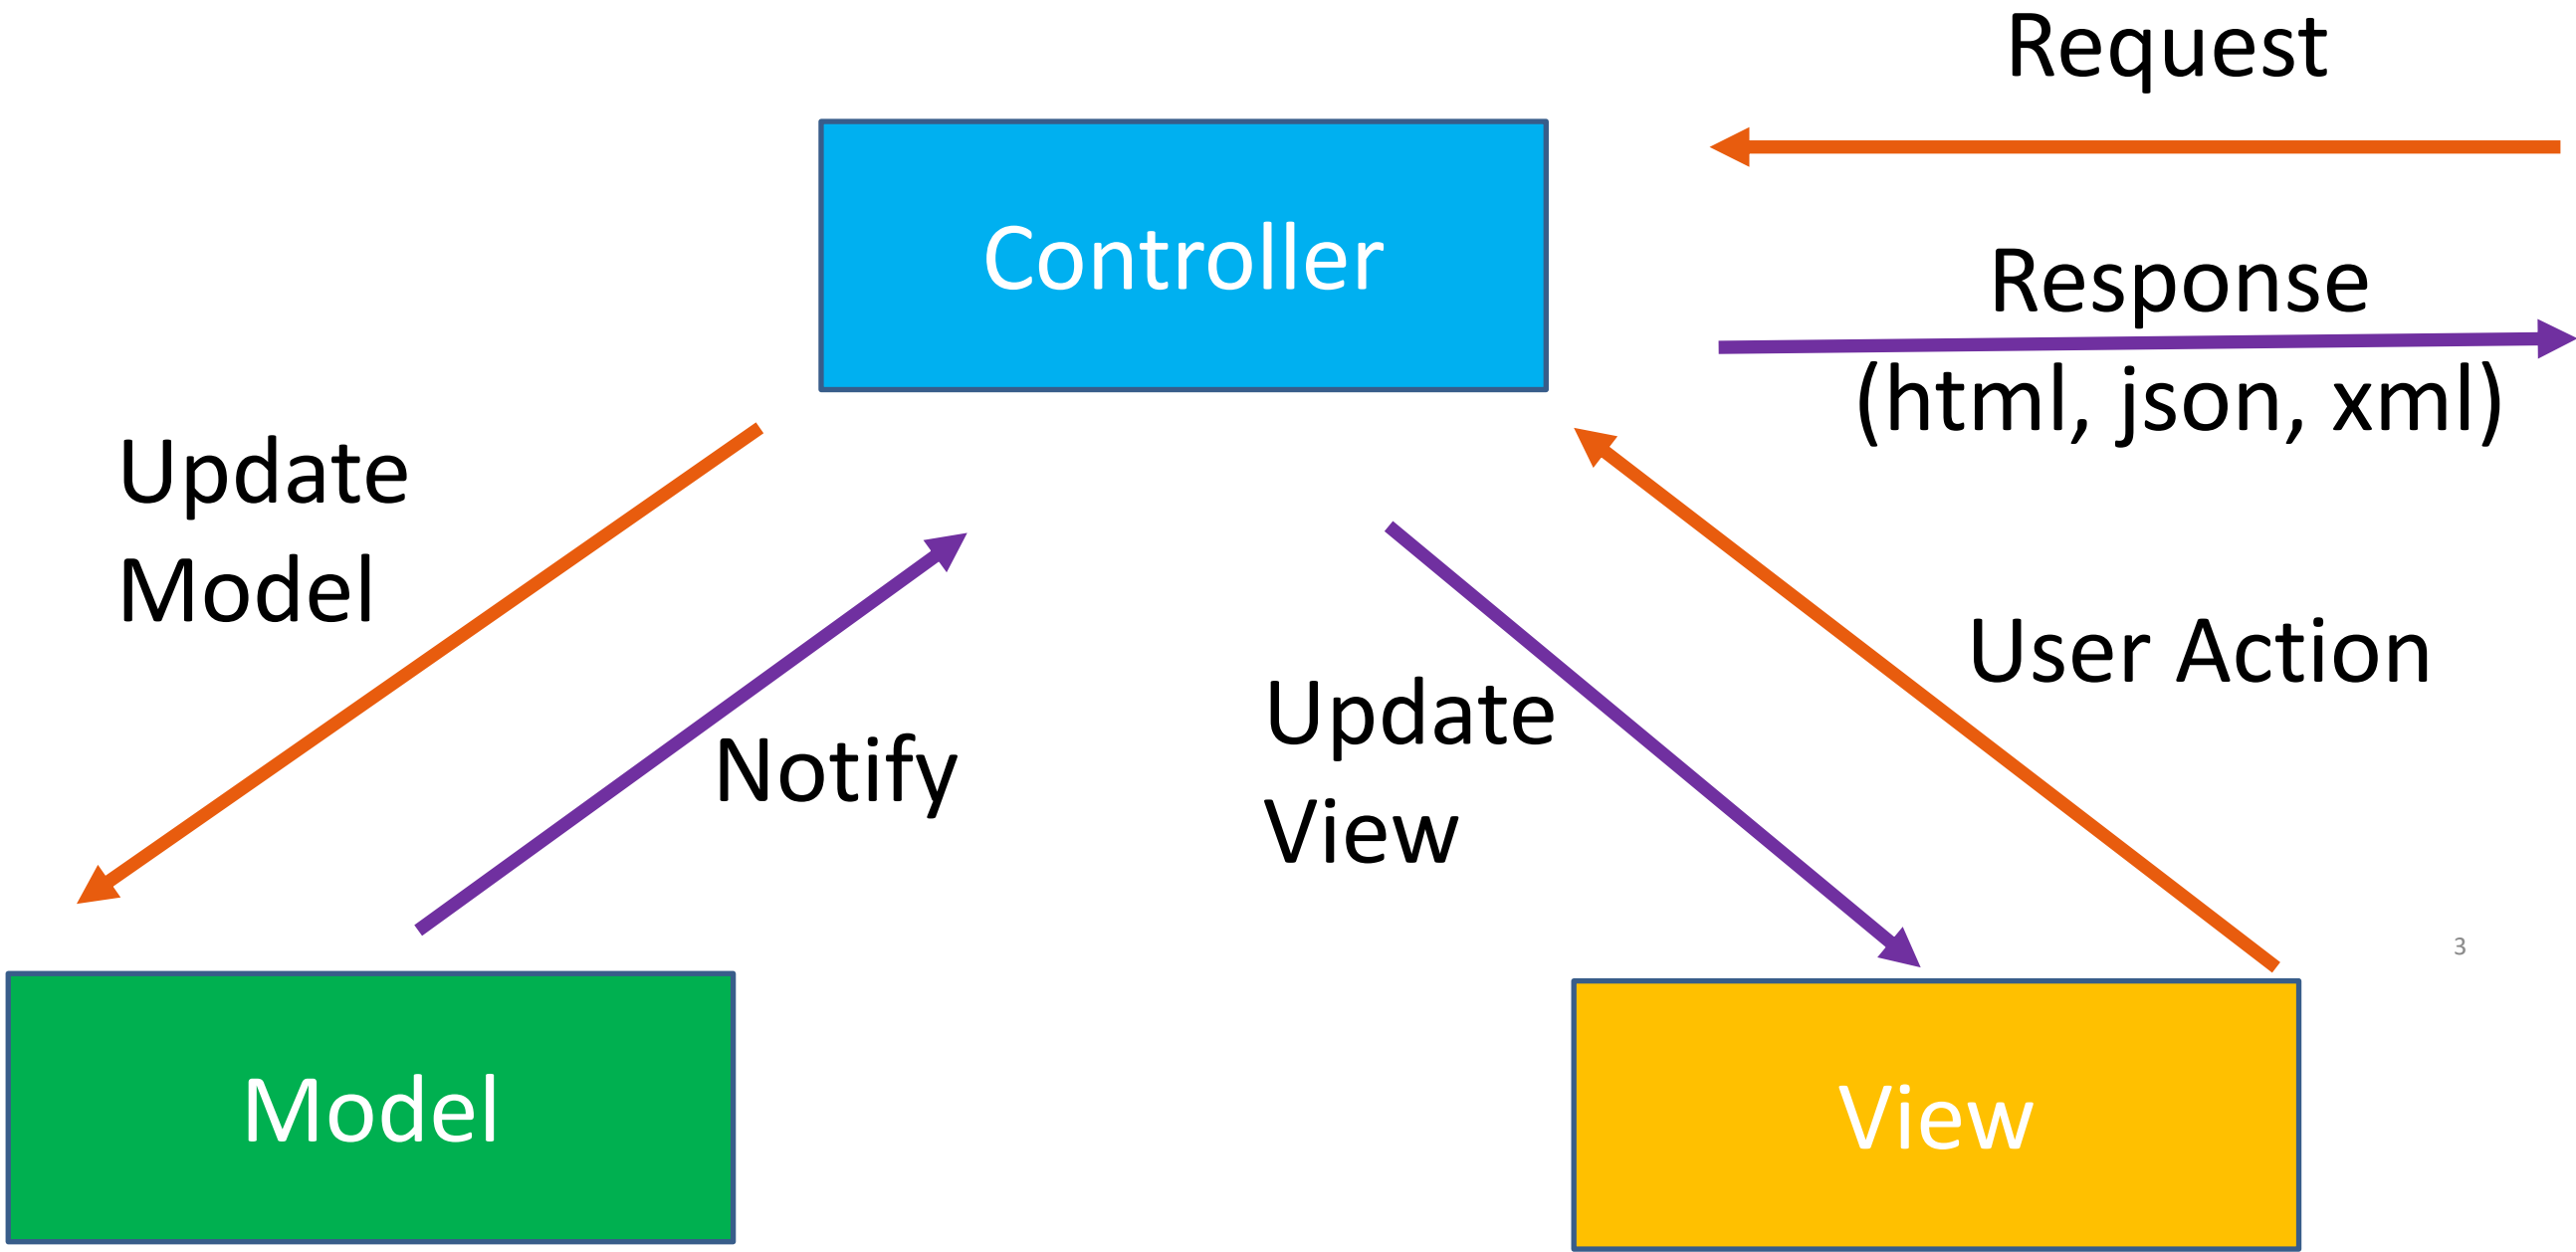 Request
Controller
Response
(html, json, xml)
Update
Model
User Action
Notify
Update
View
3
Model
View